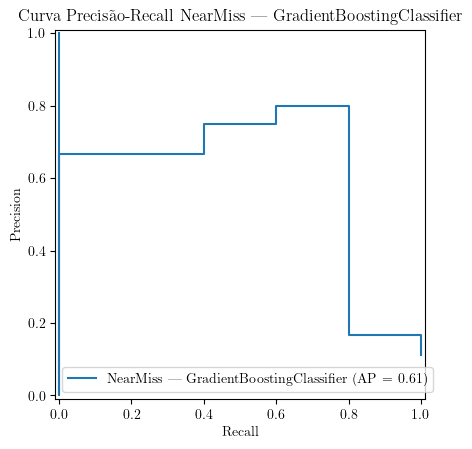 Curva Precisão-Recall NearMiss — GradientBoostingClassifier
1.0
0.8
0.6
0.4
0.2
0.0
Precision
NearMiss — GradientBoostingClassifier (AP = 0.61)
0.0 0.2 0.4 0.6 0.8 1.0
Recall